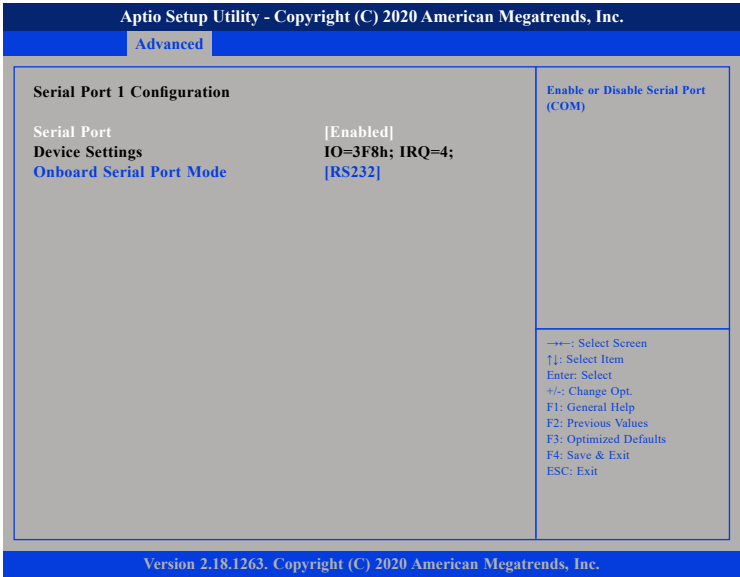 Aptio Setup Utility - Copyright (C) 2020 American Megatrends, Inc.
Advanced
Serial Port 1 Configuration
Serial Port [Enabled]
Device Settings IO=3F8h; IRQ=4;
Onboard Serial Port Mode [RS232]
Enable or Disable Serial Port
(COM)
→←: Select Screen
↑↓: Select Item
Enter: Select
+/-: Change Opt.
F1: General Help
F2: Previous Values
F3: Optimized Defaults
F4: Save & Exit
ESC: Exit
Version 2.18.1263. Copyright (C) 2020 American Megatrends, Inc.